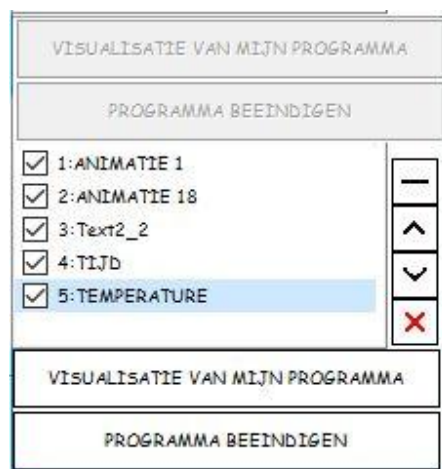 VISUALISATIE VAN MIJN PROGRAMMA
PROGRAMMA BEEINDIGEN
1:ANIMATIE 1
2:ANIMATIE 18
3:Text2_2
4:TIJD
5:TEMPERATURE
VISUALISATIE VAN MIJN PROGRAMMA
PROGRAMMA BEEINDIGEN